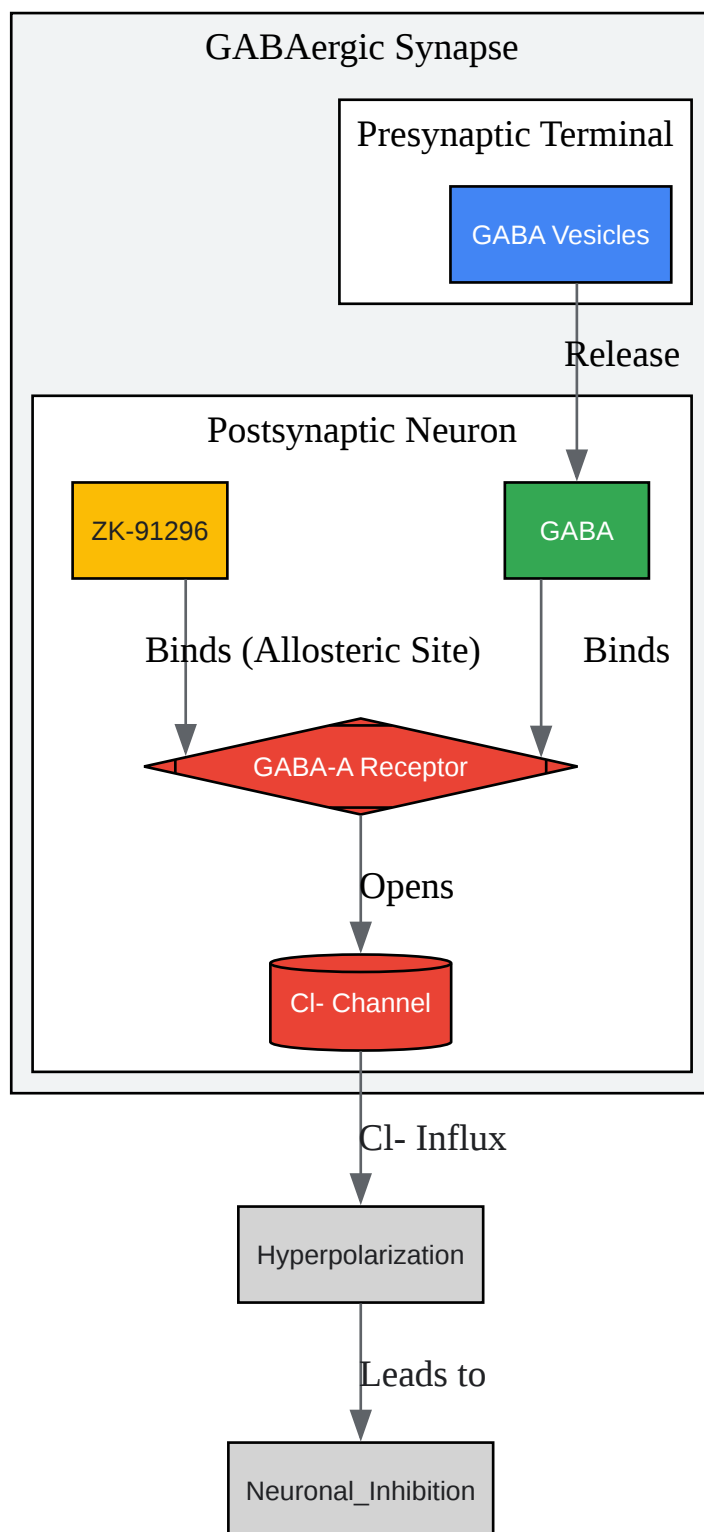 GABAergic Synapse
Presynaptic Terminal
GABA Vesicles
Release
Postsynaptic Neuron
ZK-91296
GABA
Binds (Allosteric Site)
Binds
GABA-A Receptor
Opens
Cl- Channel
Cl- Influx
Hyperpolarization
Leads to
Neuronal_Inhibition